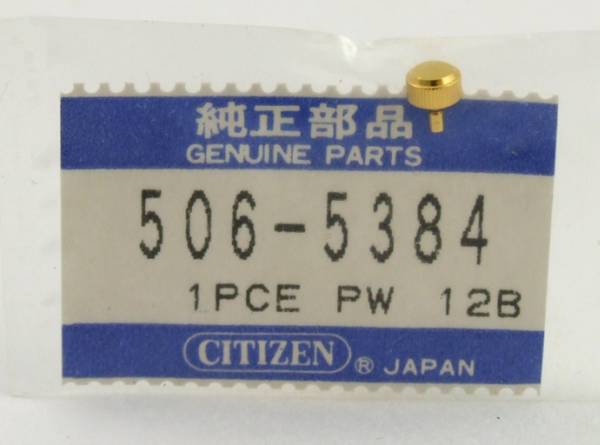 純正部品
GENUINE PARTS
506-5384
1PCE PW 12B
CITIZEN ® JAPAN